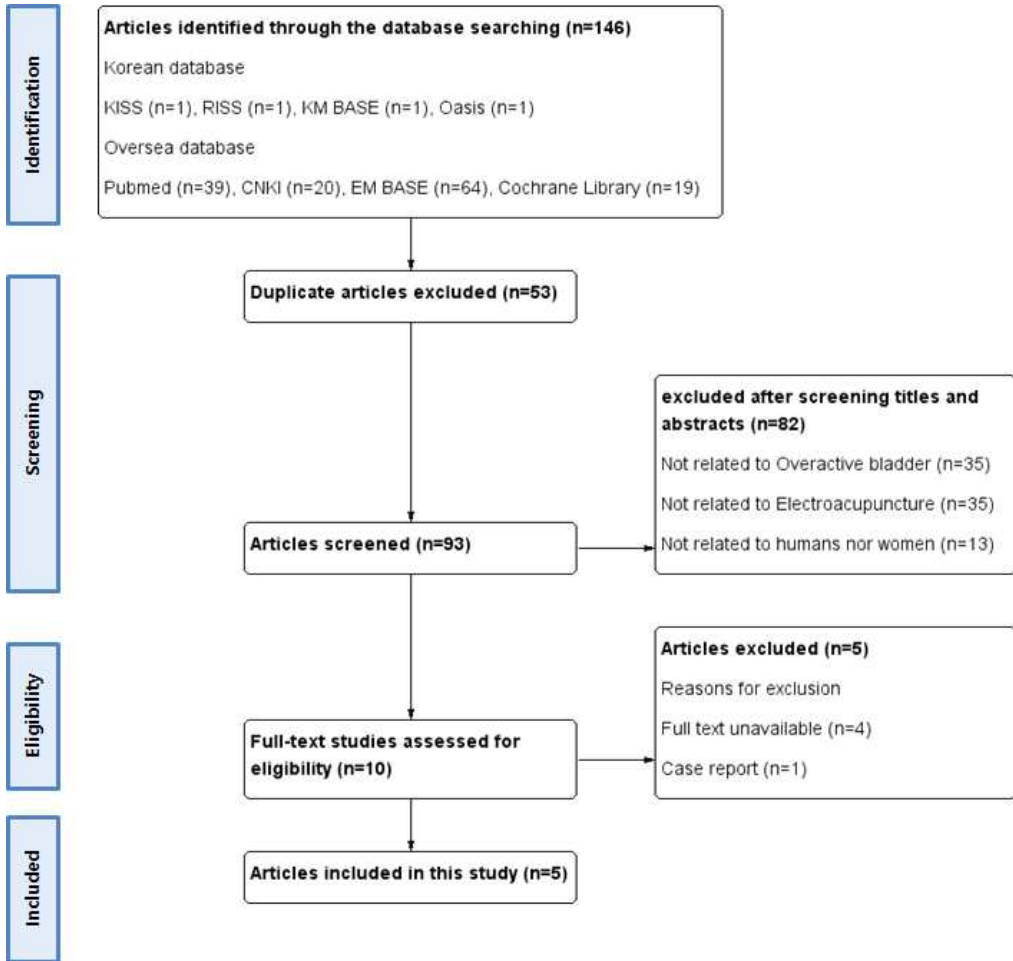 Identification
Articles identified through the database searching (n=146)
Korean database
KISS (n=1), RISS (n=1), KM BASE (n=1), Oasis (n=1)
Oversea database
Pubmed (n=39), CNKI (n=20), EM BASE (n=64), Cochrane Library (n=19)
Screening
Duplicate articles excluded (n=53)
excluded after screening titles and
abstracts (n=82)
Not related to Overactive bladder (n=35)
Not related to Electroacupuncture (n=35)
Not related to humans nor women (n=13)
Articles screened (n=93)
Eligibility
Articles excluded (n=5)
Reasons for exclusion
Full text unavailable (n=4)
Case report (n=1)
Full-text studies assessed for
eligibility (n=10)
Included
Articles included in this study (n=5)